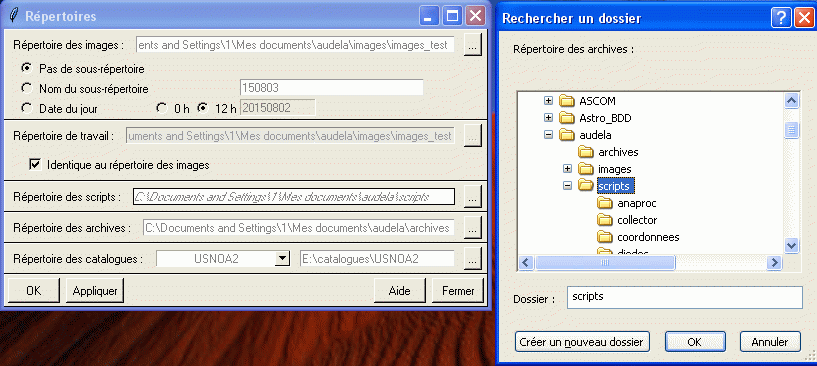 Répertoires
Répertoire des images : ents and Settings\1\Mes documents\audela\images\images_test ...
Pas de sous-répertoire
Nom du sous-répertoire 150803
Date du jour 0 h 12 h 20150802
Répertoire de travail : uments and Settings\1\Mes documents\audela\images\images_test ...
Identique au répertoire des images
Répertoire des scripts : C:\Documents and Settings\1\Mes documents\audela\scripts ...
Répertoire des archives : C:\Documents and Settings\1\Mes documents\audela\archives ...
Répertoire des catalogues : USNOA2 E:\catalogues\USNOA2 ...
OK Appliquer Aide Fermer
Rechercher un dossier
Répertoire des archives :
ASCOM
Astro_BDD
audela
archives
images
scripts
anaproc
collector
coordonnees
Dossier : scripts
Créer un nouveau dossier OK Annuler